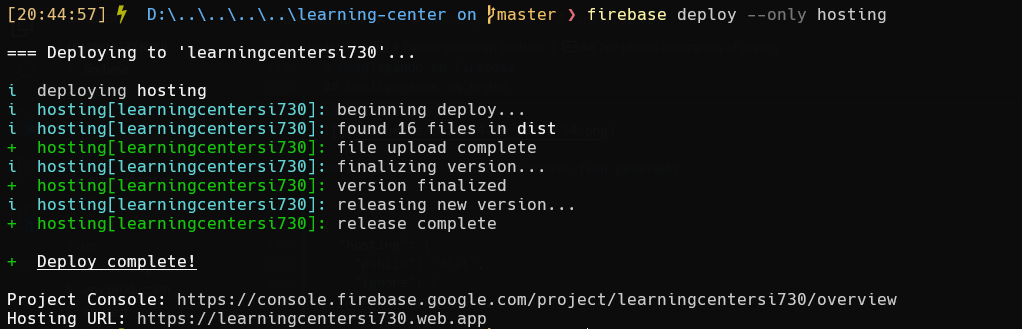 [20:44:57] D:\..\..\..\..\learning-center on master ❯ firebase deploy --only hosting
=== Deploying to 'learningcentersi730'...
i  deploying hosting
i  hosting[learningcentersi730]: beginning deploy...
i  hosting[learningcentersi730]: found 16 files in dist
+  hosting[learningcentersi730]: file upload complete
i  hosting[learningcentersi730]: finalizing version...
+  hosting[learningcentersi730]: version finalized
i  hosting[learningcentersi730]: releasing new version...
+  hosting[learningcentersi730]: release complete
+  Deploy complete!
Project Console: https://console.firebase.google.com/project/learningcentersi730/overview
Hosting URL: https://learningcentersi730.web.app